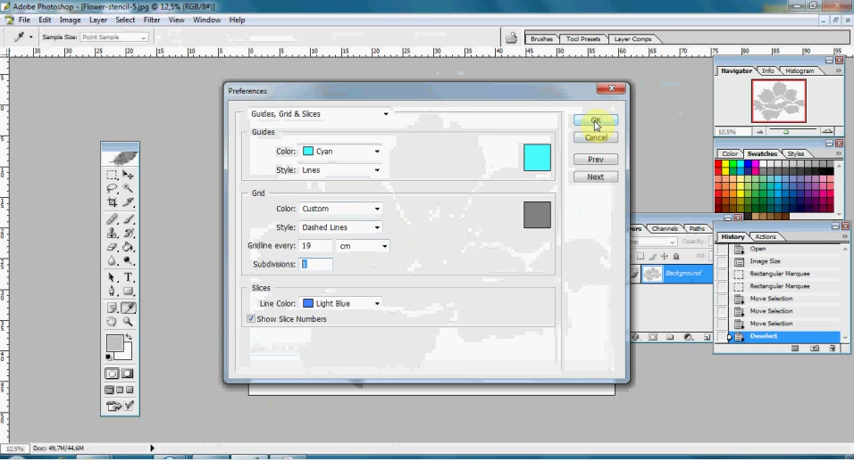 Adobe Photoshop - [Flower-stencil-5.jpg @ 12,5% (RGB/8#)]
File Edit Image Layer Select Filter View Window Help
Sample Size: Point Sample
Brushes Tool Presets Layer Comps
Preferences
Guides, Grid & Slices
Guides
Color: Cyan
Style: Lines
Grid
Color: Custom
Style: Dashed Lines
Gridline every: 19 cm
Subdivisions: 1
Slices
Line Color: Light Blue
Show Slice Numbers
OK
Cancel
Prev
Next
Navigator Info Histogram
12.5%
Color Swatches Styles
Channels Paths
Opacity:
Background
History Actions
Open
Image Size
Rectangular Marquee
Rectangular Marquee
Move Selection
Move Selection
Move Selection
Deselect
12.5% Doc: 49,7M/44,6M